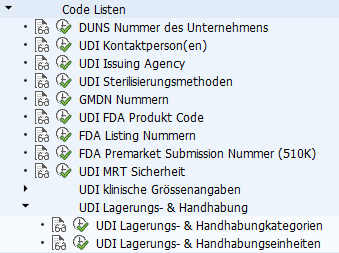 Code Listen
DUNS Nummer des Unternehmens
UDI Kontaktperson(en)
UDI Issuing Agency
UDI Sterilisierungsmethoden
GMDN Nummern
UDI FDA Produkt Code
FDA Listing Nummern
FDA Premarket Submission Nummer (510K)
UDI MRT Sicherheit
UDI klinische Grössenangaben
UDI Lagerungs- & Handhabung
UDI Lagerungs- & Handhabungkategorien
UDI Lagerungs- & Handhabungseinheiten